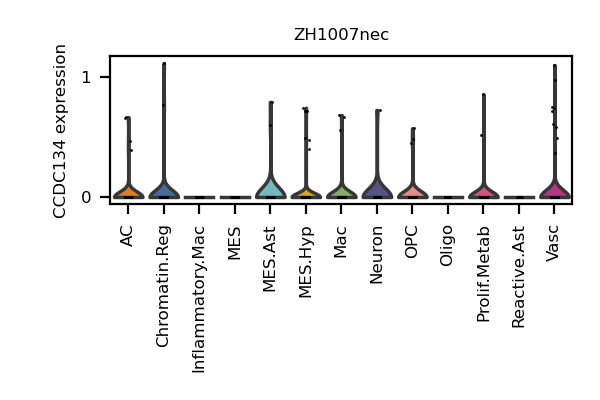 ZH1007nec
CCDC134 expression
1
0
AC
Chromatin.Reg
Inflammatory.Mac
MES
MES.Ast
MES.Hyp
Mac
Neuron
OPC
Oligo
Prolif.Metab
Reactive.Ast
Vasc